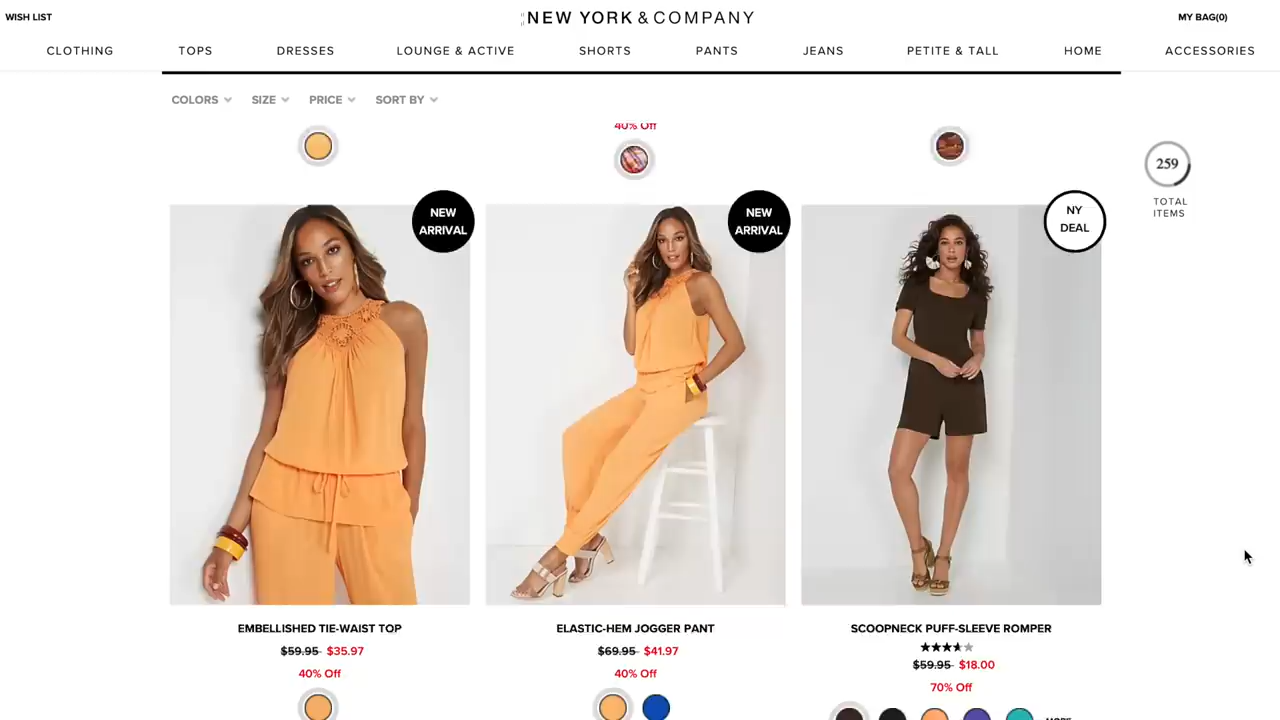 WISH LIST
NEW YORK & COMPANY
MY BAG(0)
CLOTHING
TOPS
DRESSES
LOUNGE & ACTIVE
SHORTS
PANTS
JEANS
PETITE & TALL
HOME
ACCESSORIES
COLORS
SIZE
PRICE
SORT BY
40% Off
259
TOTAL
ITEMS
NEW
ARRIVAL
NEW
ARRIVAL
NY
DEAL
EMBELLISHED TIE-WAIST TOP
$59.95 $35.97
40% Off
ELASTIC-HEM JOGGER PANT
$69.95 $41.97
40% Off
SCOOPNECK PUFF-SLEEVE ROMPER
$59.95 $18.00
70% Off
MORE